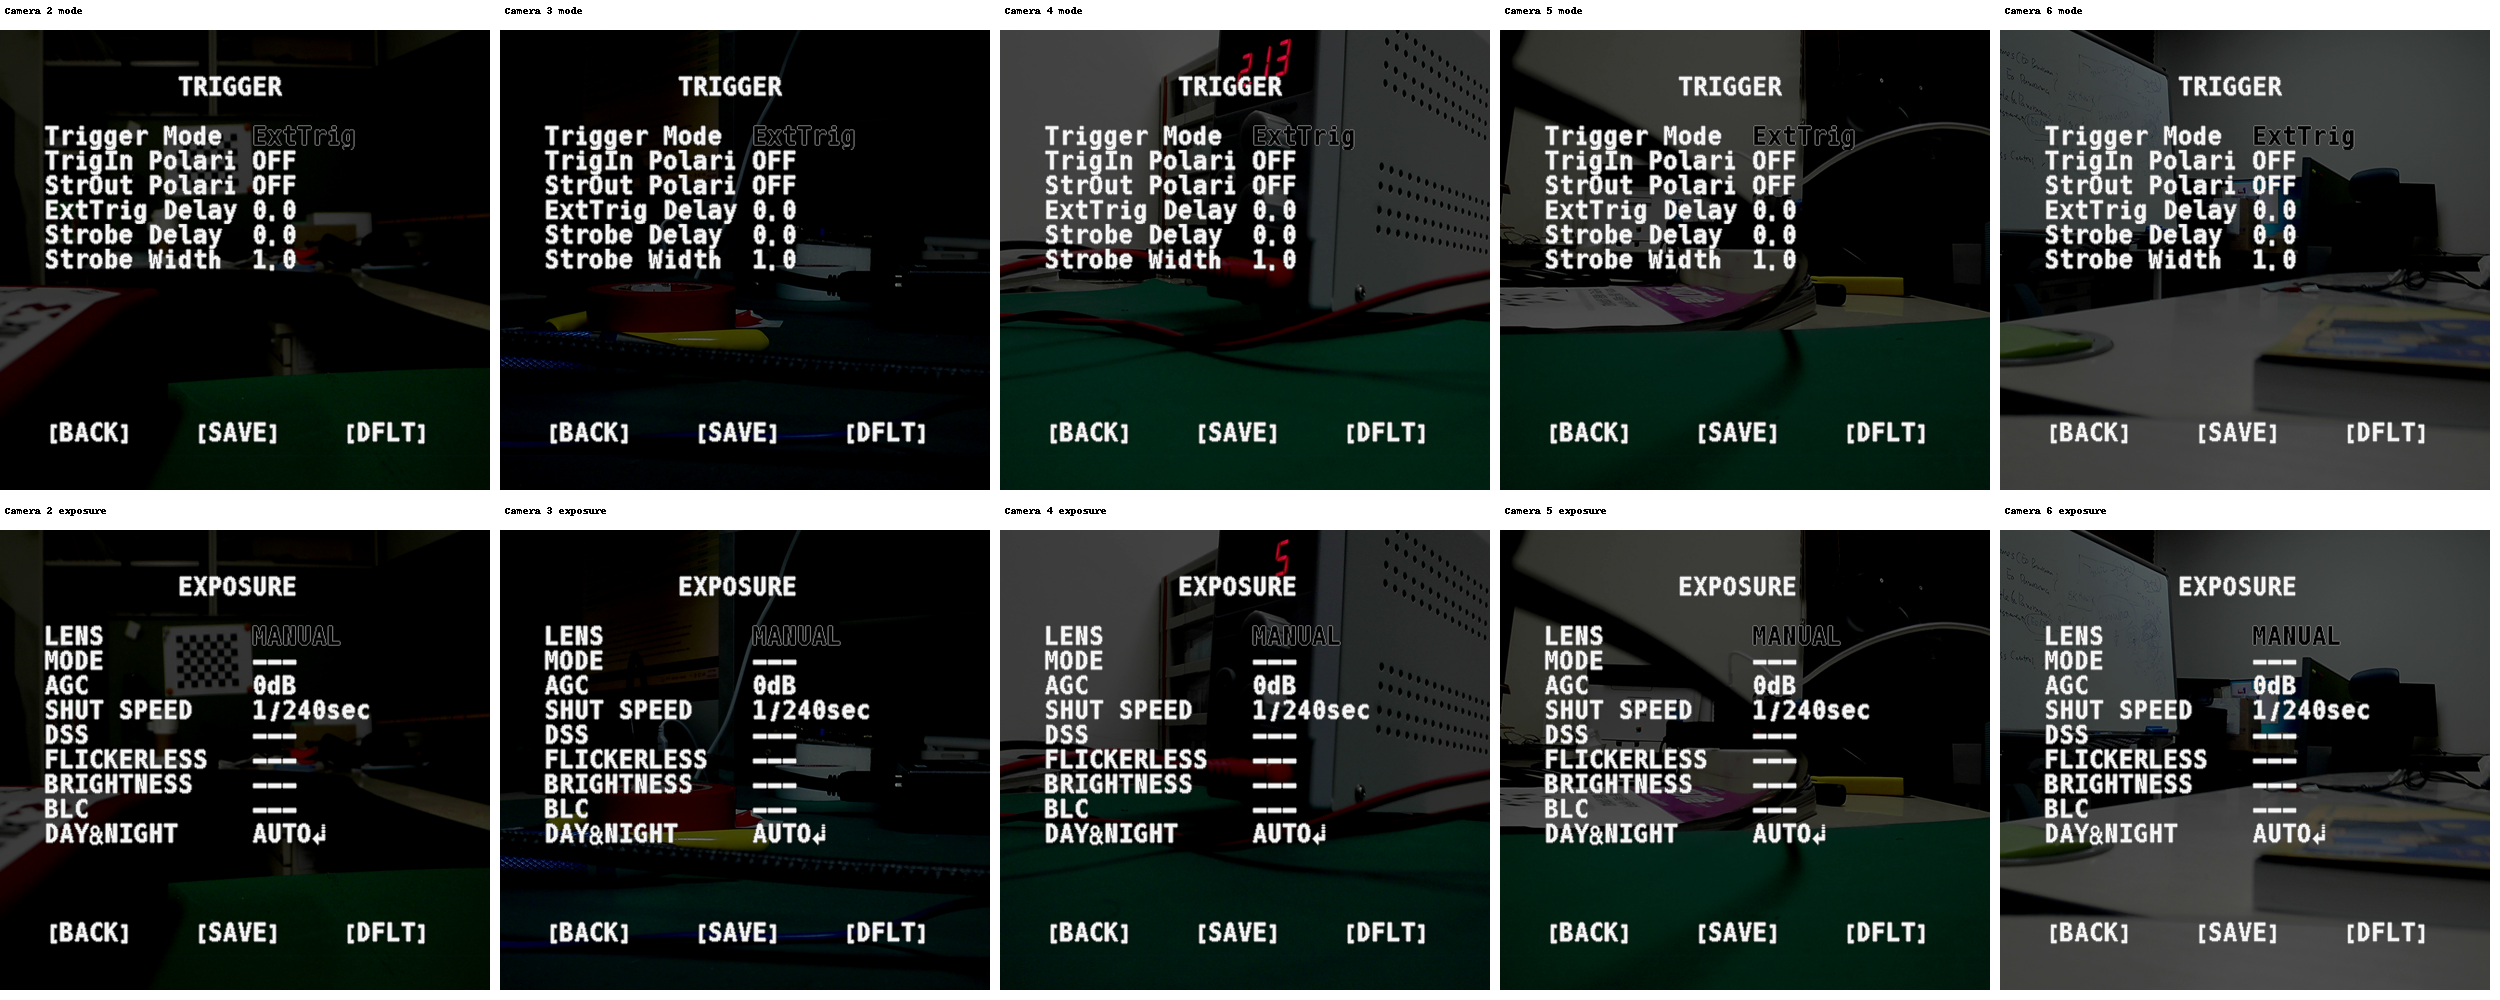 Camera 2 mode
TRIGGER
Trigger Mode ExtTrig
TrigIn Polari OFF
StrOut Polari OFF
ExtTrig Delay 0.0
Strobe Delay 0.0
Strobe Width 1.0
[BACK] [SAVE] [DFLT]
Camera 3 mode
TRIGGER
Trigger Mode ExtTrig
TrigIn Polari OFF
StrOut Polari OFF
ExtTrig Delay 0.0
Strobe Delay 0.0
Strobe Width 1.0
[BACK] [SAVE] [DFLT]
Camera 4 mode
213
TRIGGER
Trigger Mode ExtTrig
TrigIn Polari OFF
StrOut Polari OFF
ExtTrig Delay 0.0
Strobe Delay 0.0
Strobe Width 1.0
[BACK] [SAVE] [DFLT]
Camera 5 mode
TRIGGER
Trigger Mode ExtTrig
TrigIn Polari OFF
StrOut Polari OFF
ExtTrig Delay 0.0
Strobe Delay 0.0
Strobe Width 1.0
[BACK] [SAVE] [DFLT]
Camera 6 mode
TRIGGER
Trigger Mode ExtTrig
TrigIn Polari OFF
StrOut Polari OFF
ExtTrig Delay 0.0
Strobe Delay 0.0
Strobe Width 1.0
[BACK] [SAVE] [DFLT]
Camera 2 exposure
EXPOSURE
LENS MANUAL
MODE ---
AGC 0dB
SHUT SPEED 1/240sec
DSS ---
FLICKERLESS ---
BRIGHTNESS ---
BLC ---
DAY&NIGHT AUTO↲
[BACK] [SAVE] [DFLT]
Camera 3 exposure
EXPOSURE
LENS MANUAL
MODE ---
AGC 0dB
SHUT SPEED 1/240sec
DSS ---
FLICKERLESS ---
BRIGHTNESS ---
BLC ---
DAY&NIGHT AUTO↲
[BACK] [SAVE] [DFLT]
Camera 4 exposure
5
EXPOSURE
LENS MANUAL
MODE ---
AGC 0dB
SHUT SPEED 1/240sec
DSS ---
FLICKERLESS ---
BRIGHTNESS ---
BLC ---
DAY&NIGHT AUTO↲
[BACK] [SAVE] [DFLT]
Camera 5 exposure
EXPOSURE
LENS MANUAL
MODE ---
AGC 0dB
SHUT SPEED 1/240sec
DSS ---
FLICKERLESS ---
BRIGHTNESS ---
BLC ---
DAY&NIGHT AUTO↲
[BACK] [SAVE] [DFLT]
Camera 6 exposure
EXPOSURE
LENS MANUAL
MODE ---
AGC 0dB
SHUT SPEED 1/240sec
DSS ---
FLICKERLESS ---
BRIGHTNESS ---
BLC ---
DAY&NIGHT AUTO↲
[BACK] [SAVE] [DFLT]